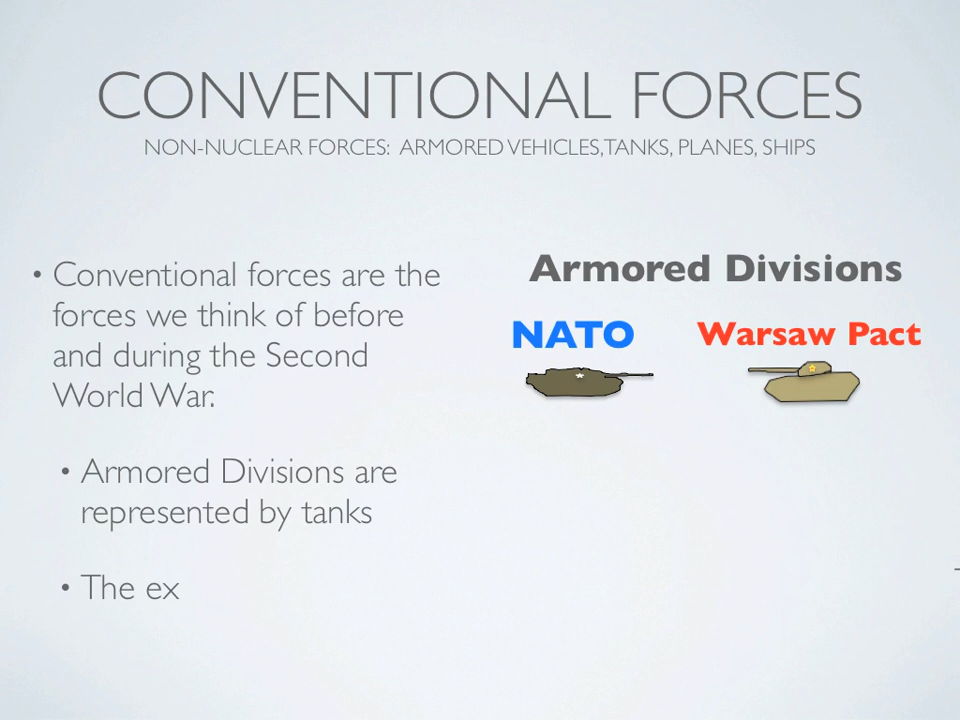 CONVENTIONAL FORCES
NON-NUCLEAR FORCES: ARMORED VEHICLES,TANKS, PLANES, SHIPS
• Conventional forces are the
forces we think of before
and during the Second
World War.
• Armored Divisions are
represented by tanks
• The ex
Armored Divisions
NATO
Warsaw Pact